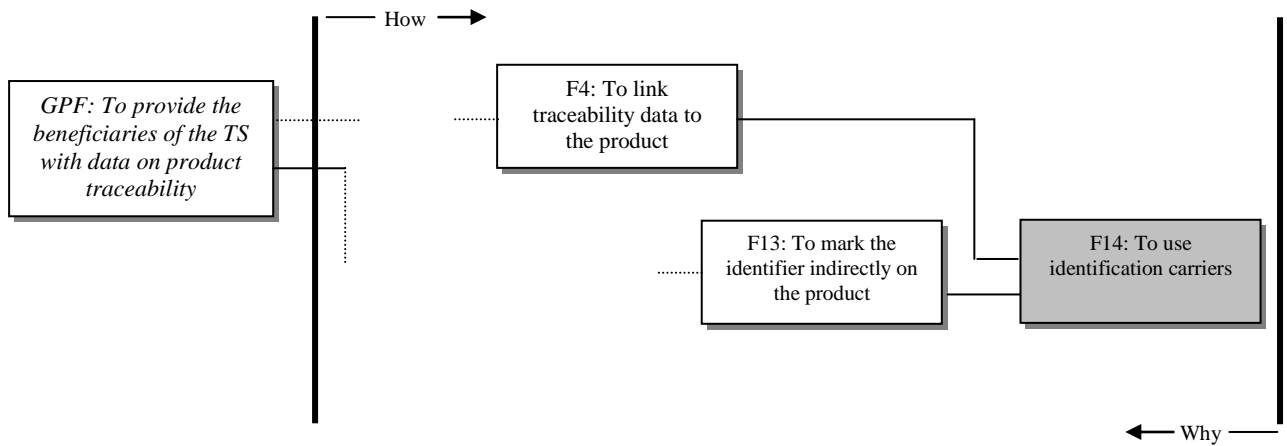 How
GPF: To provide the
beneficiaries of the TS
with data on product
traceability
F4: To link
traceability data to
the product
F13: To mark the
identifier indirectly on
the product
F14: To use
identification carriers
Why